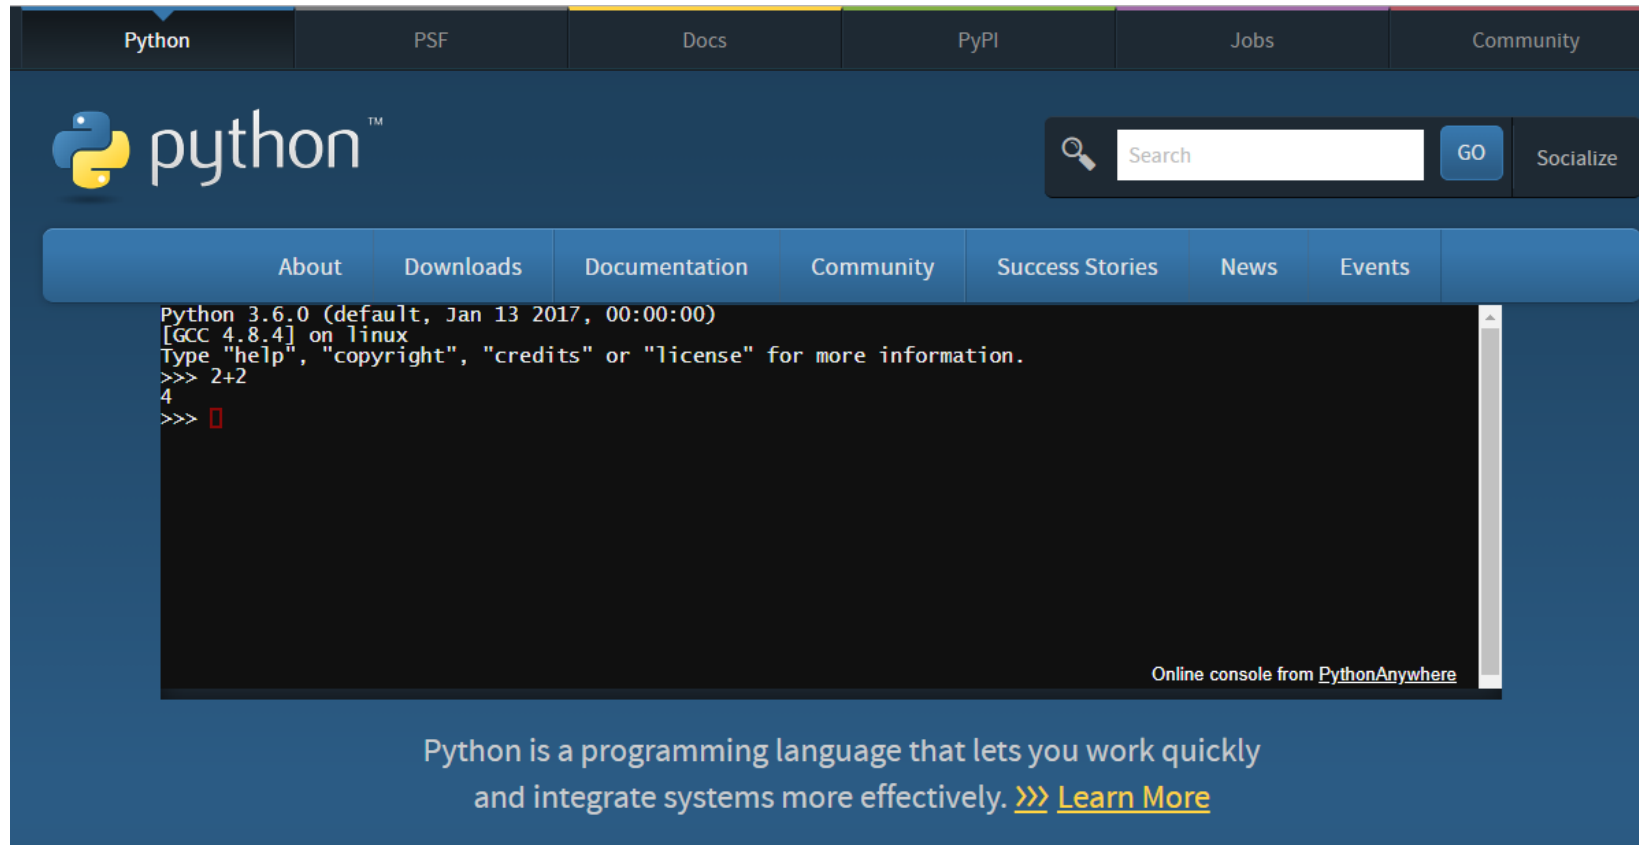 Python PSF Docs PyPI Jobs Community
python™
Search GO Socialize
About Downloads Documentation Community Success Stories News Events
Python 3.6.0 (default, Jan 13 2017, 00:00:00)
[GCC 4.8.4] on linux
Type "help", "copyright", "credits" or "license" for more information.
>>> 2+2
4
>>>
Online console from PythonAnywhere
Python is a programming language that lets you work quickly
and integrate systems more effectively. >>> Learn More